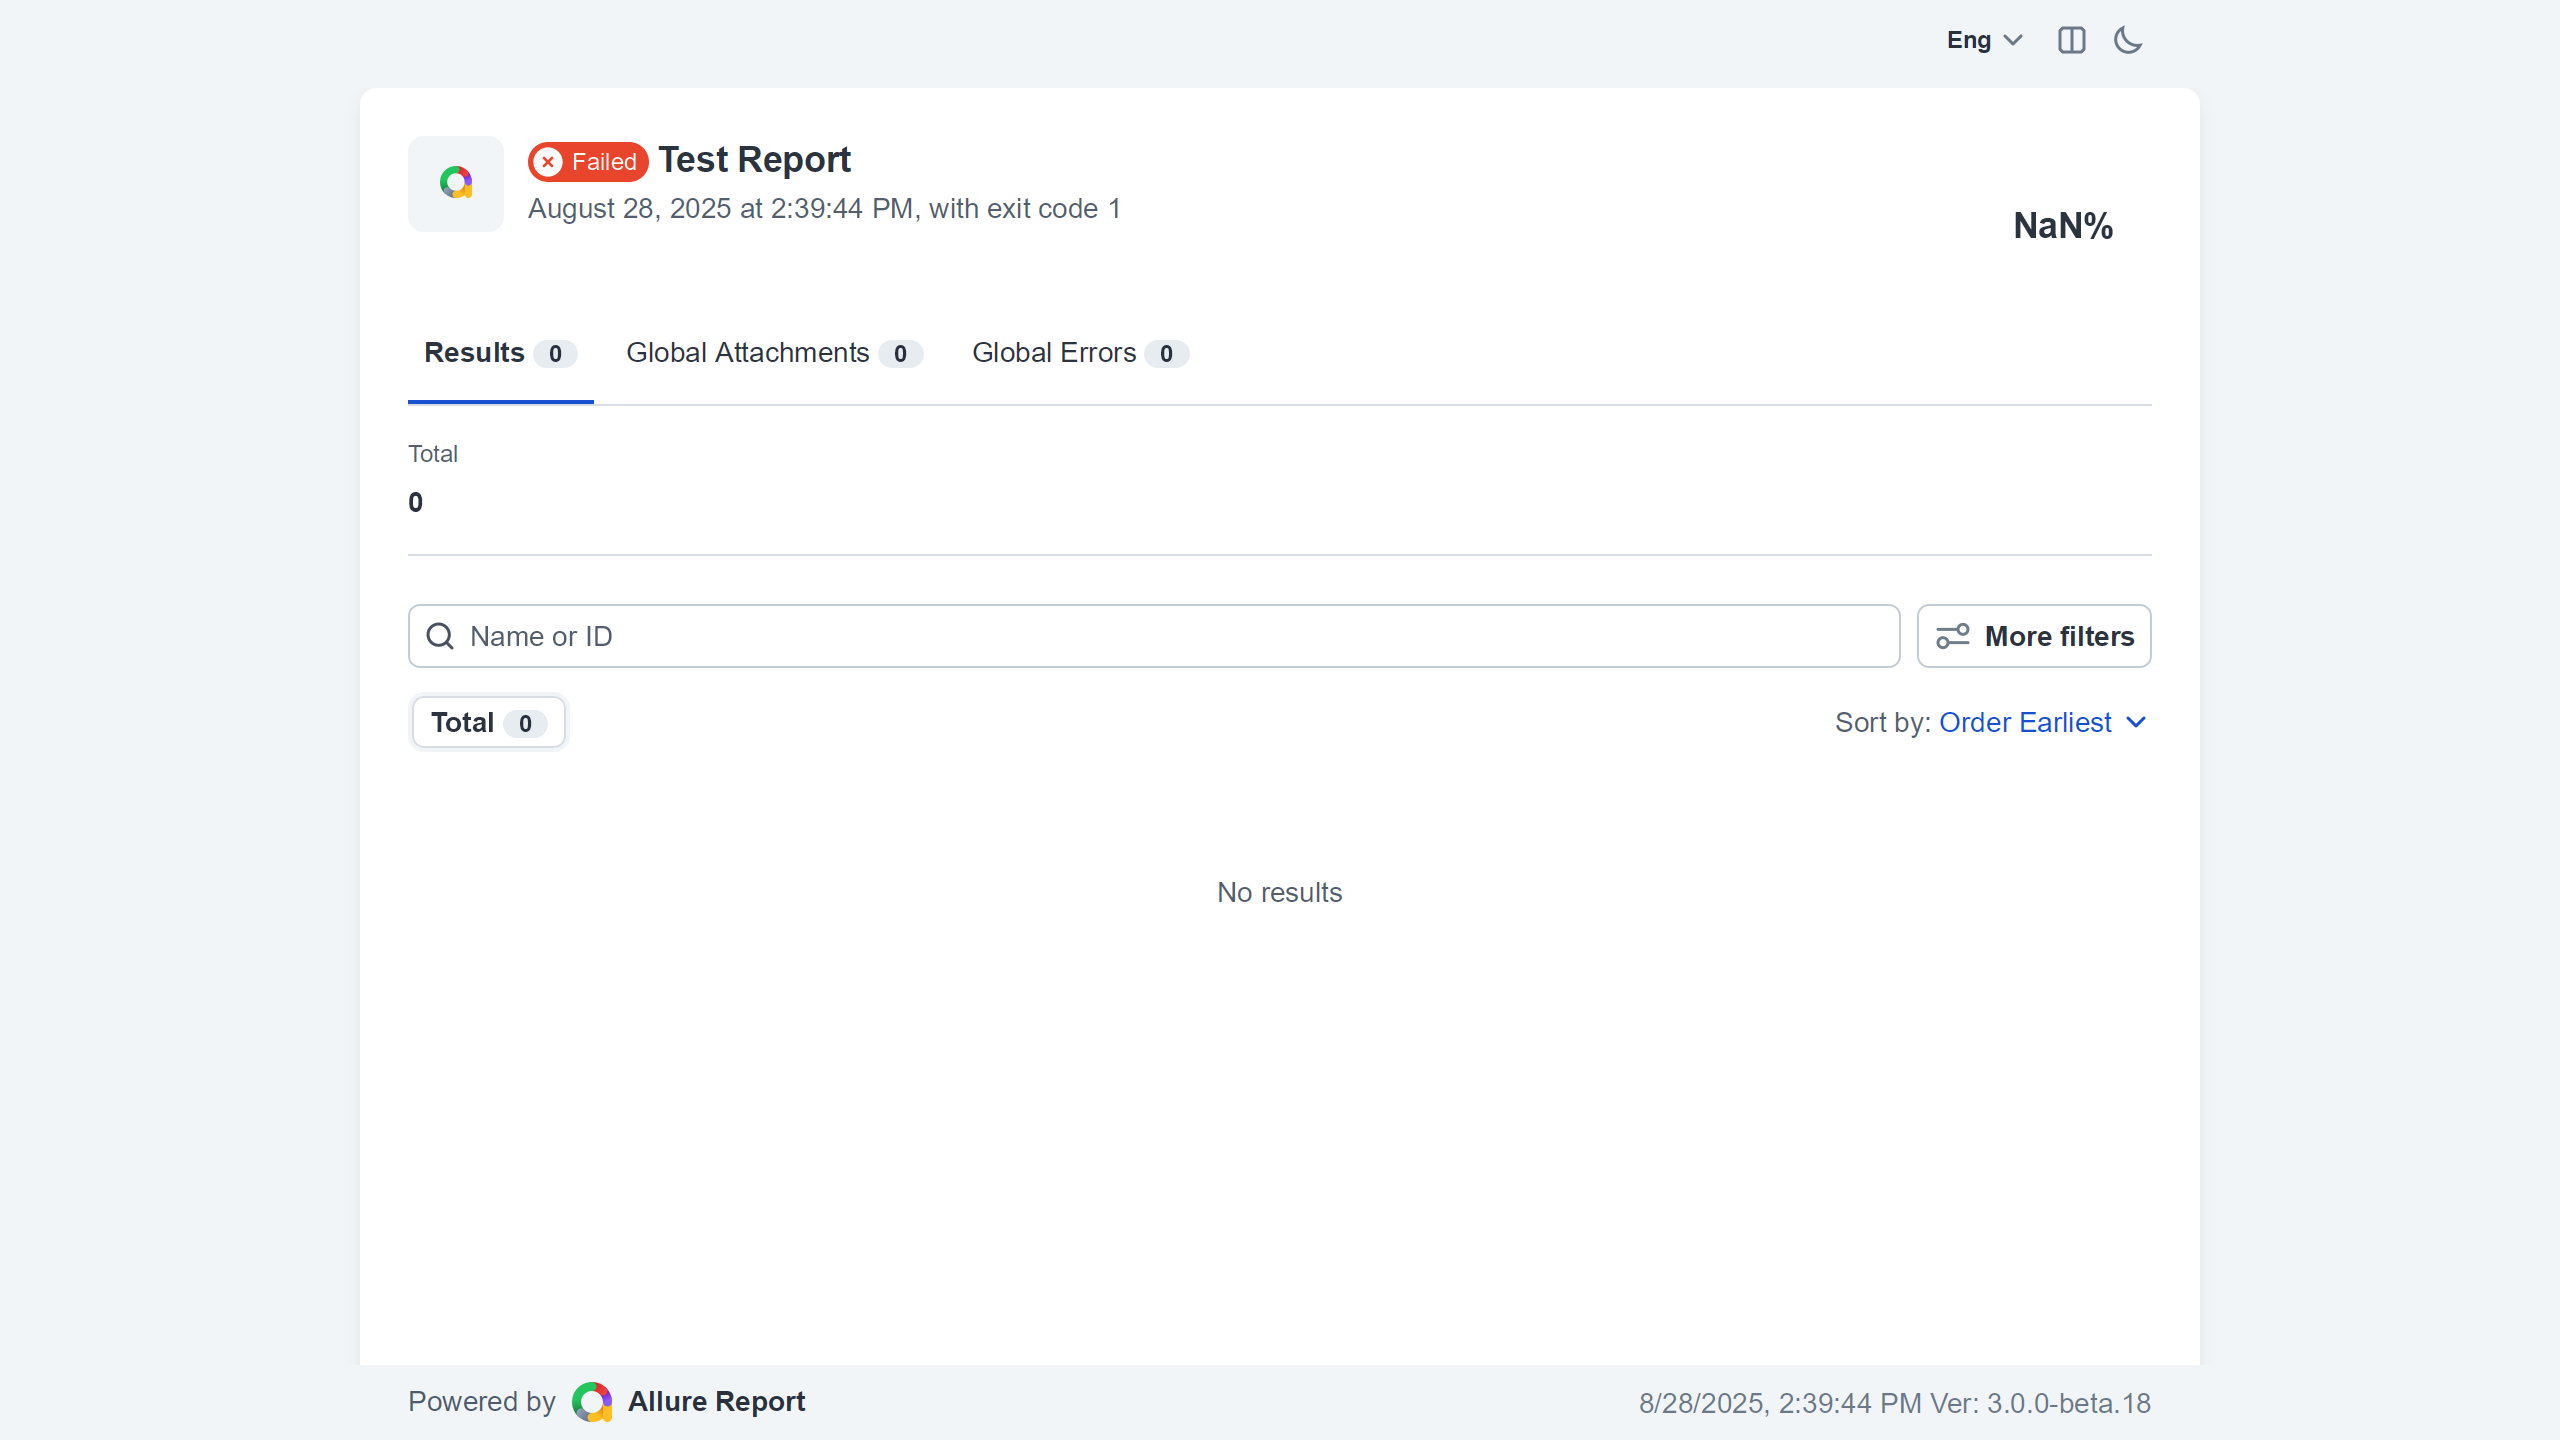 Eng
Failed Test Report
August 28, 2025 at 2:39:44 PM, with exit code 1
NaN%
Results 0 Global Attachments 0 Global Errors 0
Total
0
Name or ID
More filters
Total 0
Sort by: Order Earliest
No results
Powered by Allure Report
8/28/2025, 2:39:44 PM Ver: 3.0.0-beta.18